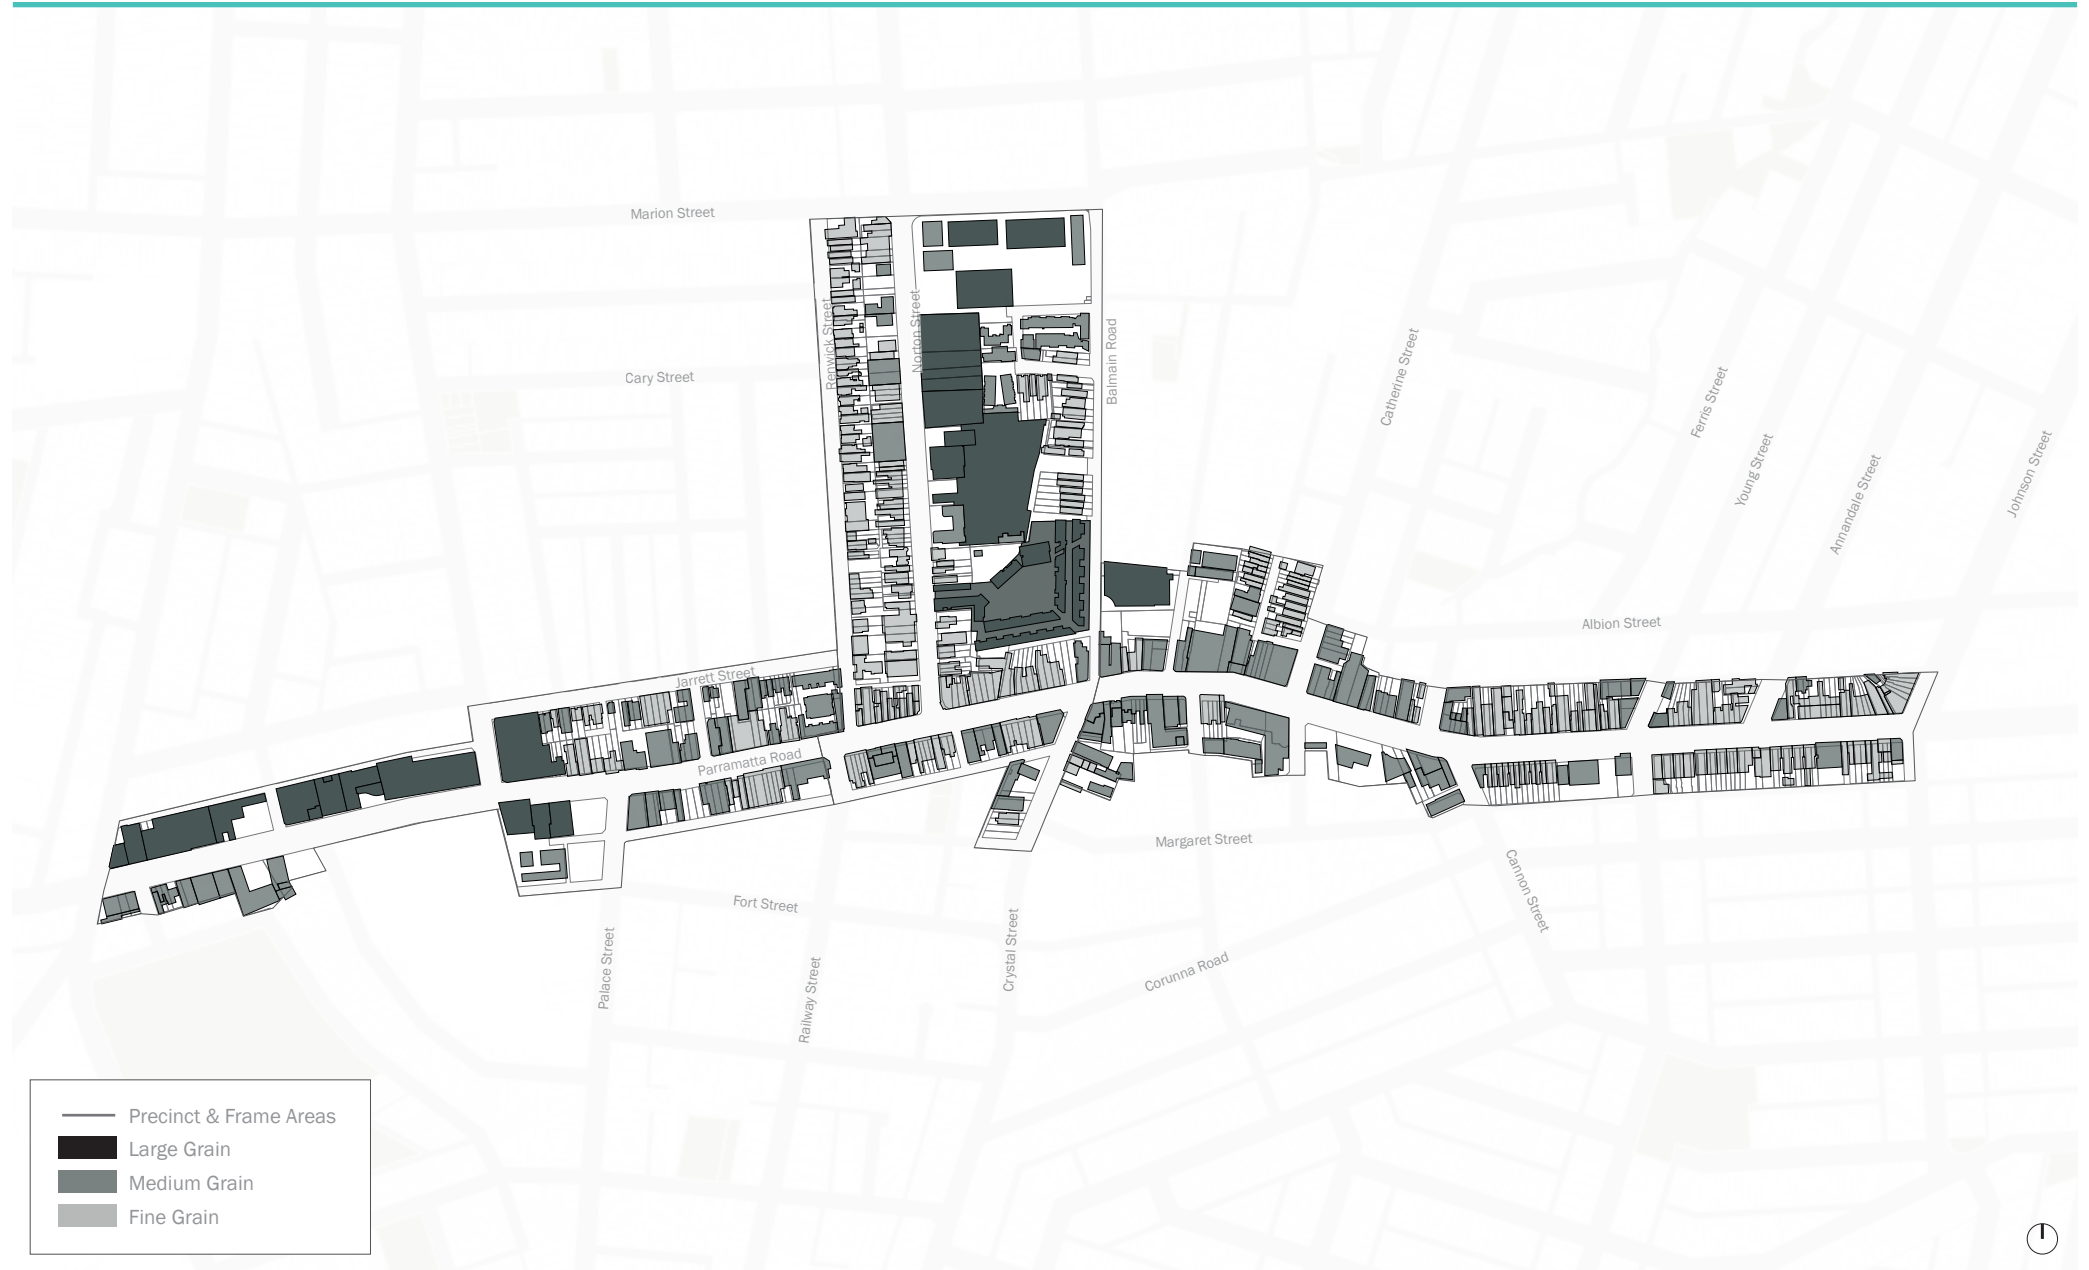 Marion Street
Renwick Street
Norton Street
Balmain Road
Cary Street
Catherine Street
Ferris Street
Young Street
Annandale Street
Johnson Street
Albion Street
Jarrett Street
Parramatta Road
Margaret Street
Cannon Street
Fort Street
Palace Street
Railway Street
Crystal Street
Corunna Road
Precinct & Frame Areas
Large Grain
Medium Grain
Fine Grain